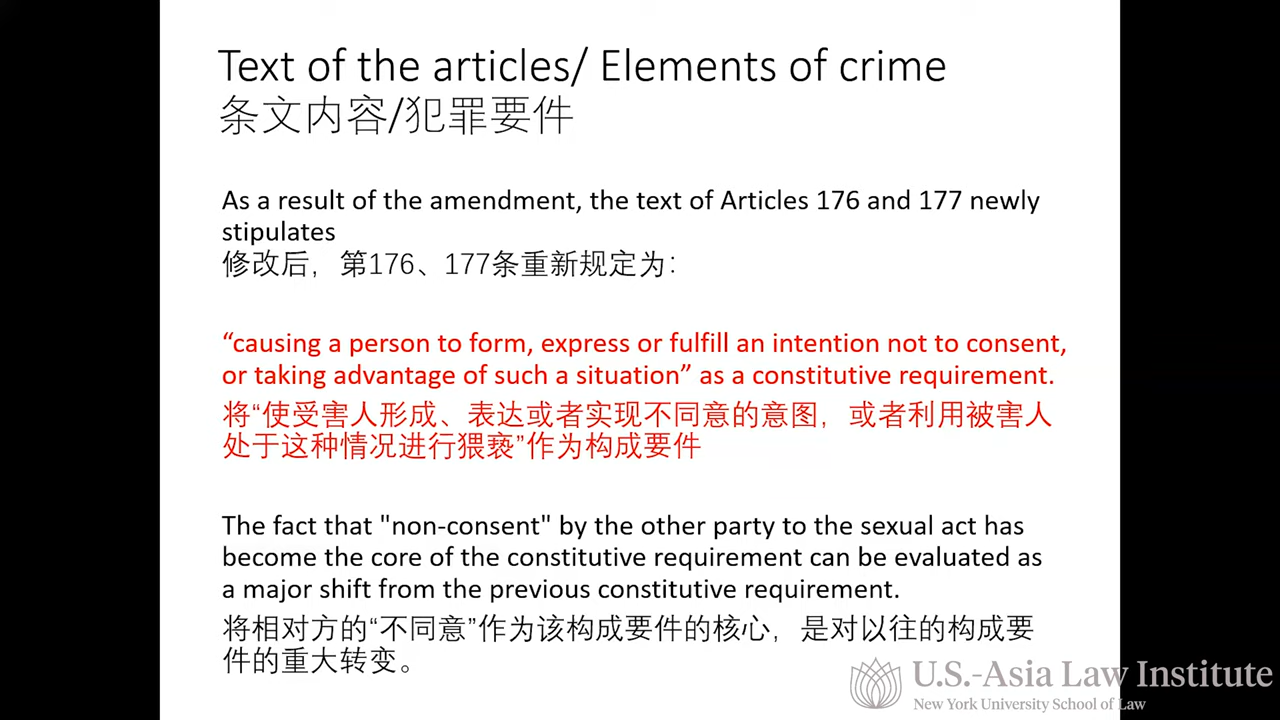 Text of the articles/ Elements of crime
条文内容/犯罪要件
As a result of the amendment, the text of Articles 176 and 177 newly
stipulates
修改后，第176、177条重新规定为：
“causing a person to form, express or fulfill an intention not to consent,
or taking advantage of such a situation” as a constitutive requirement.
将“使受害人形成、表达或者实现不同意的意图，或者利用被害人
处于这种情况进行猥亵”作为构成要件
The fact that "non-consent" by the other party to the sexual act has
become the core of the constitutive requirement can be evaluated as
a major shift from the previous constitutive requirement.
将相对方的“不同意”作为该构成要件的核心，是对以往的构成要
件的重大转变。
U.S.-Asia Law Institute
New York University School of Law